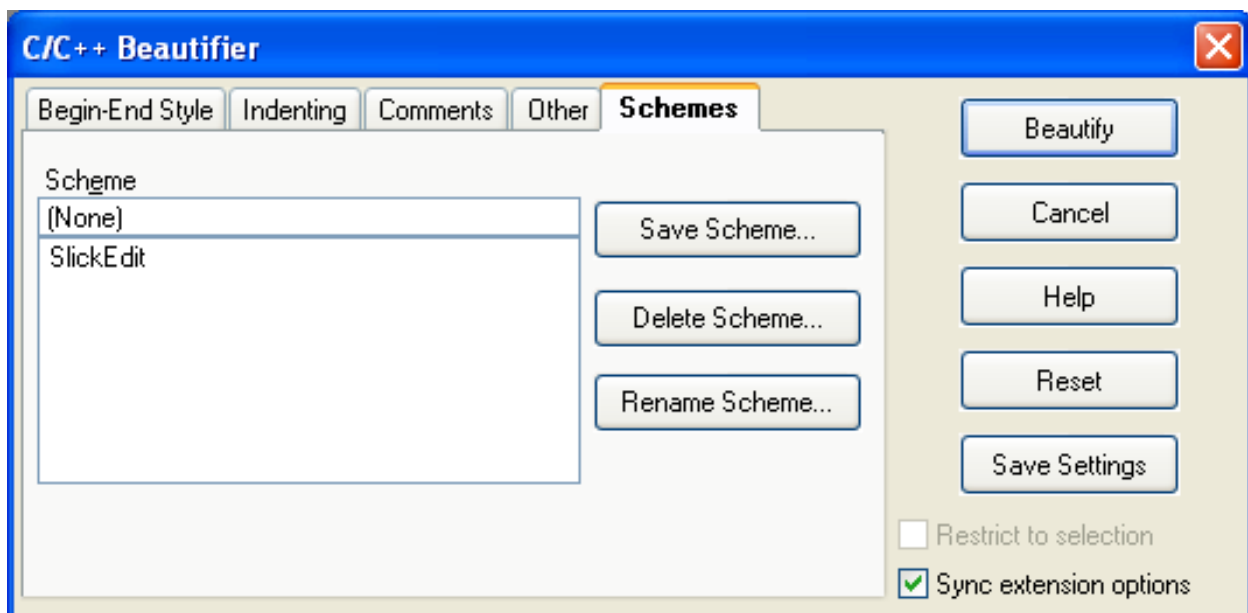 C/C++ Beautifier
Begin-End Style
Indenting
Comments
Other
Schemes
Scheme
(None)
SlickEdit
Save Scheme...
Delete Scheme...
Rename Scheme...
Beautify
Cancel
Help
Reset
Save Settings
Restrict to selection
Sync extension options